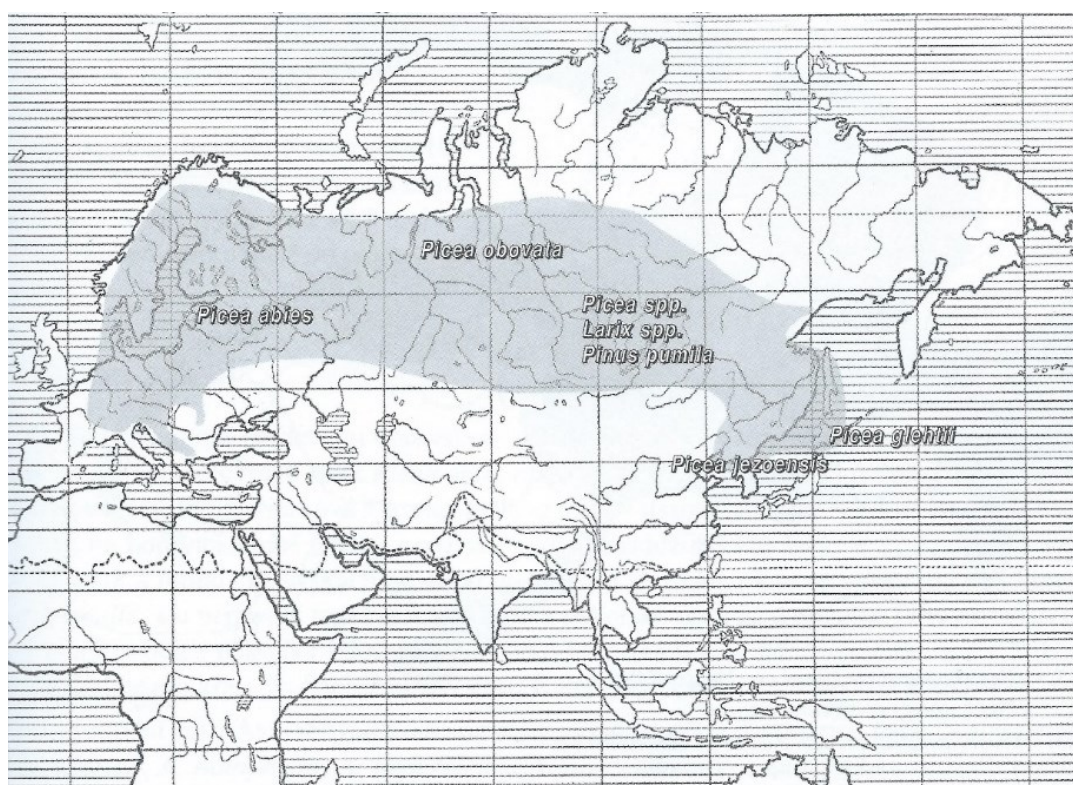 Picea obovata
Picea abies
Picea spp.
Larix spp.
Pinus pumila
Picea glehtii
Picea jezoensis